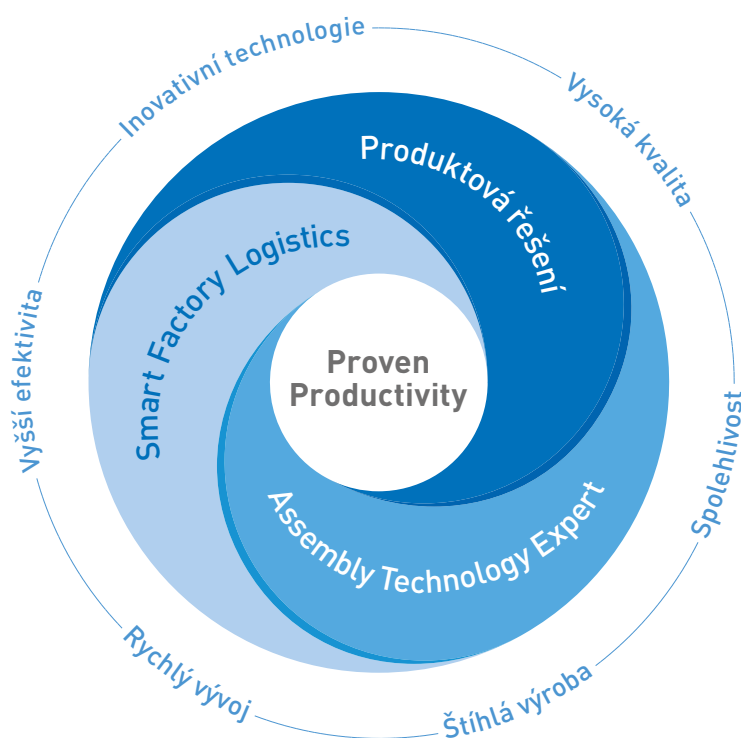 Inovativní technologie
Vysoká kvalita
Produktová řešení
Smart Factory Logistics
Proven
Productivity
Vyšší efektivita
Spolehlivost
Assembly Technology Expert
Rychlý vývoj
Štíhlá výroba